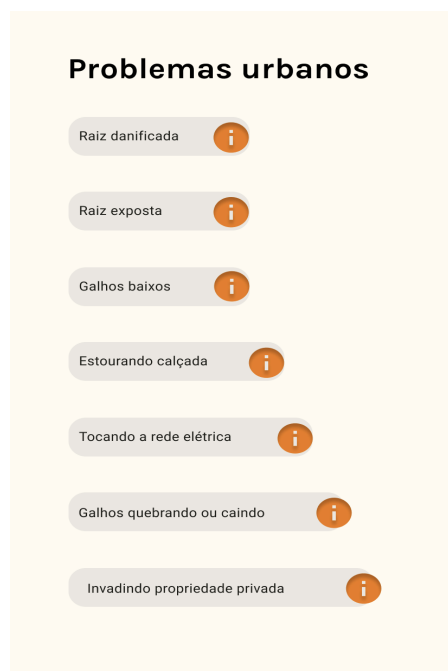 Problemas urbanos
Raiz danificada i
Raiz exposta i
Galhos baixos i
Estourando calçada i
Tocando a rede elétrica i
Galhos quebrando ou caindo i
Invadindo propriedade privada i